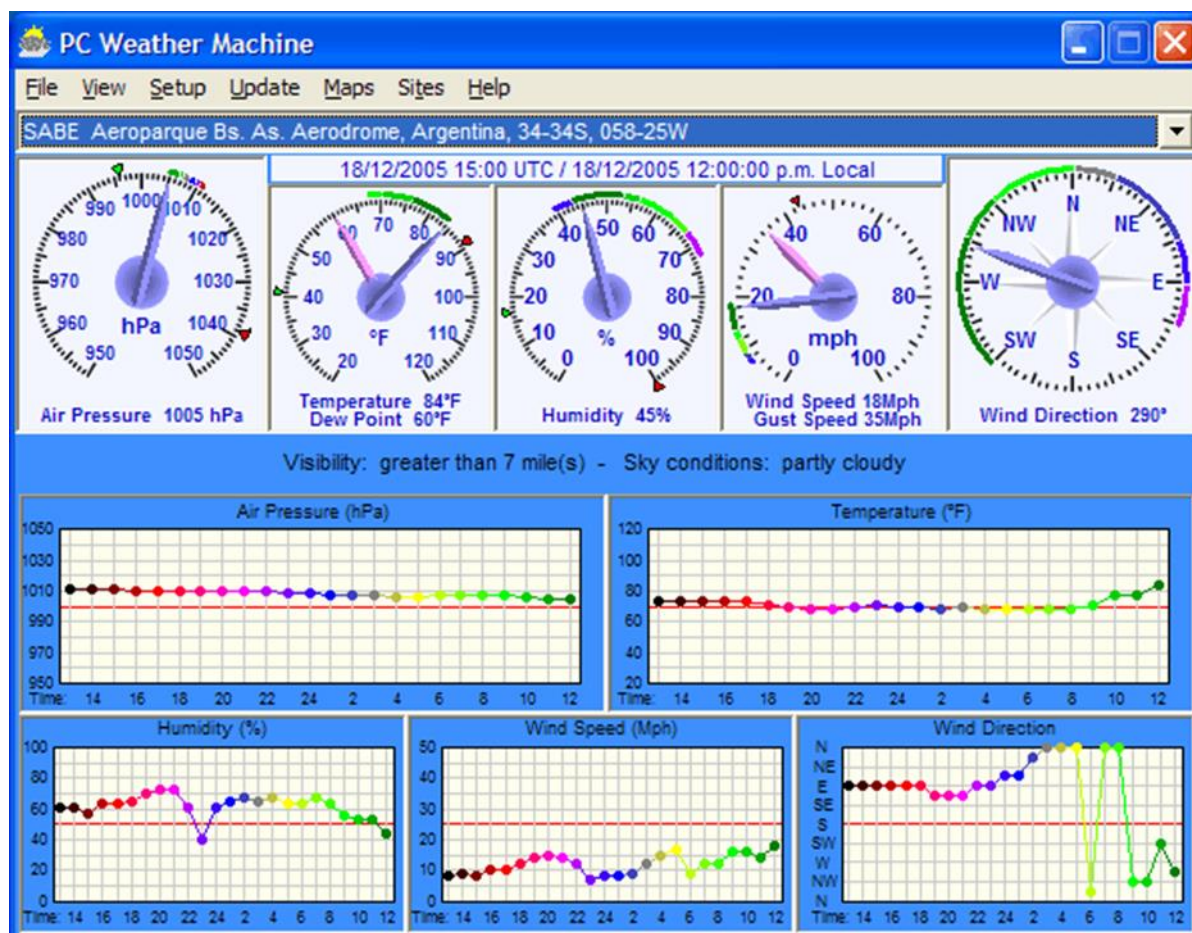 PC Weather Machine
File View Setup Update Maps Sites Help
SABE Aeroparque Bs. As. Aerodrome, Argentina, 34-34S, 058-25W
18/12/2005 15:00 UTC / 18/12/2005 12:00:00 p.m. Local
950 960 970 980 990 1000 1010 1020 1030 1040 1050
hPa
Air Pressure 1005 hPa
20 30 40 50 60 70 80 90 100 110 120
ºF
Temperature 84ºF
Dew Point 60ºF
0 10 20 30 40 50 60 70 80 90 100
%
Humidity 45%
0 20 40 60 80 100
mph
Wind Speed 18Mph
Gust Speed 35Mph
N NE E SE S SW W NW
Wind Direction 290º
Visibility: greater than 7 mile(s) - Sky conditions: partly cloudy
Air Pressure (hPa)
1050
1030
1010
990
970
950
Time: 14 16 18 20 22 24 2 4 6 8 10 12
Temperature (ºF)
120
100
80
60
40
20
Time: 14 16 18 20 22 24 2 4 6 8 10 12
Humidity (%)
100
80
60
40
20
0
Time: 14 16 18 20 22 24 2 4 6 8 10 12
Wind Speed (Mph)
50
40
30
20
10
0
Time: 14 16 18 20 22 24 2 4 6 8 10 12
Wind Direction
N
NE
E
SE
S
SW
W
NW
N
Time: 14 16 18 20 22 24 2 4 6 8 10 12